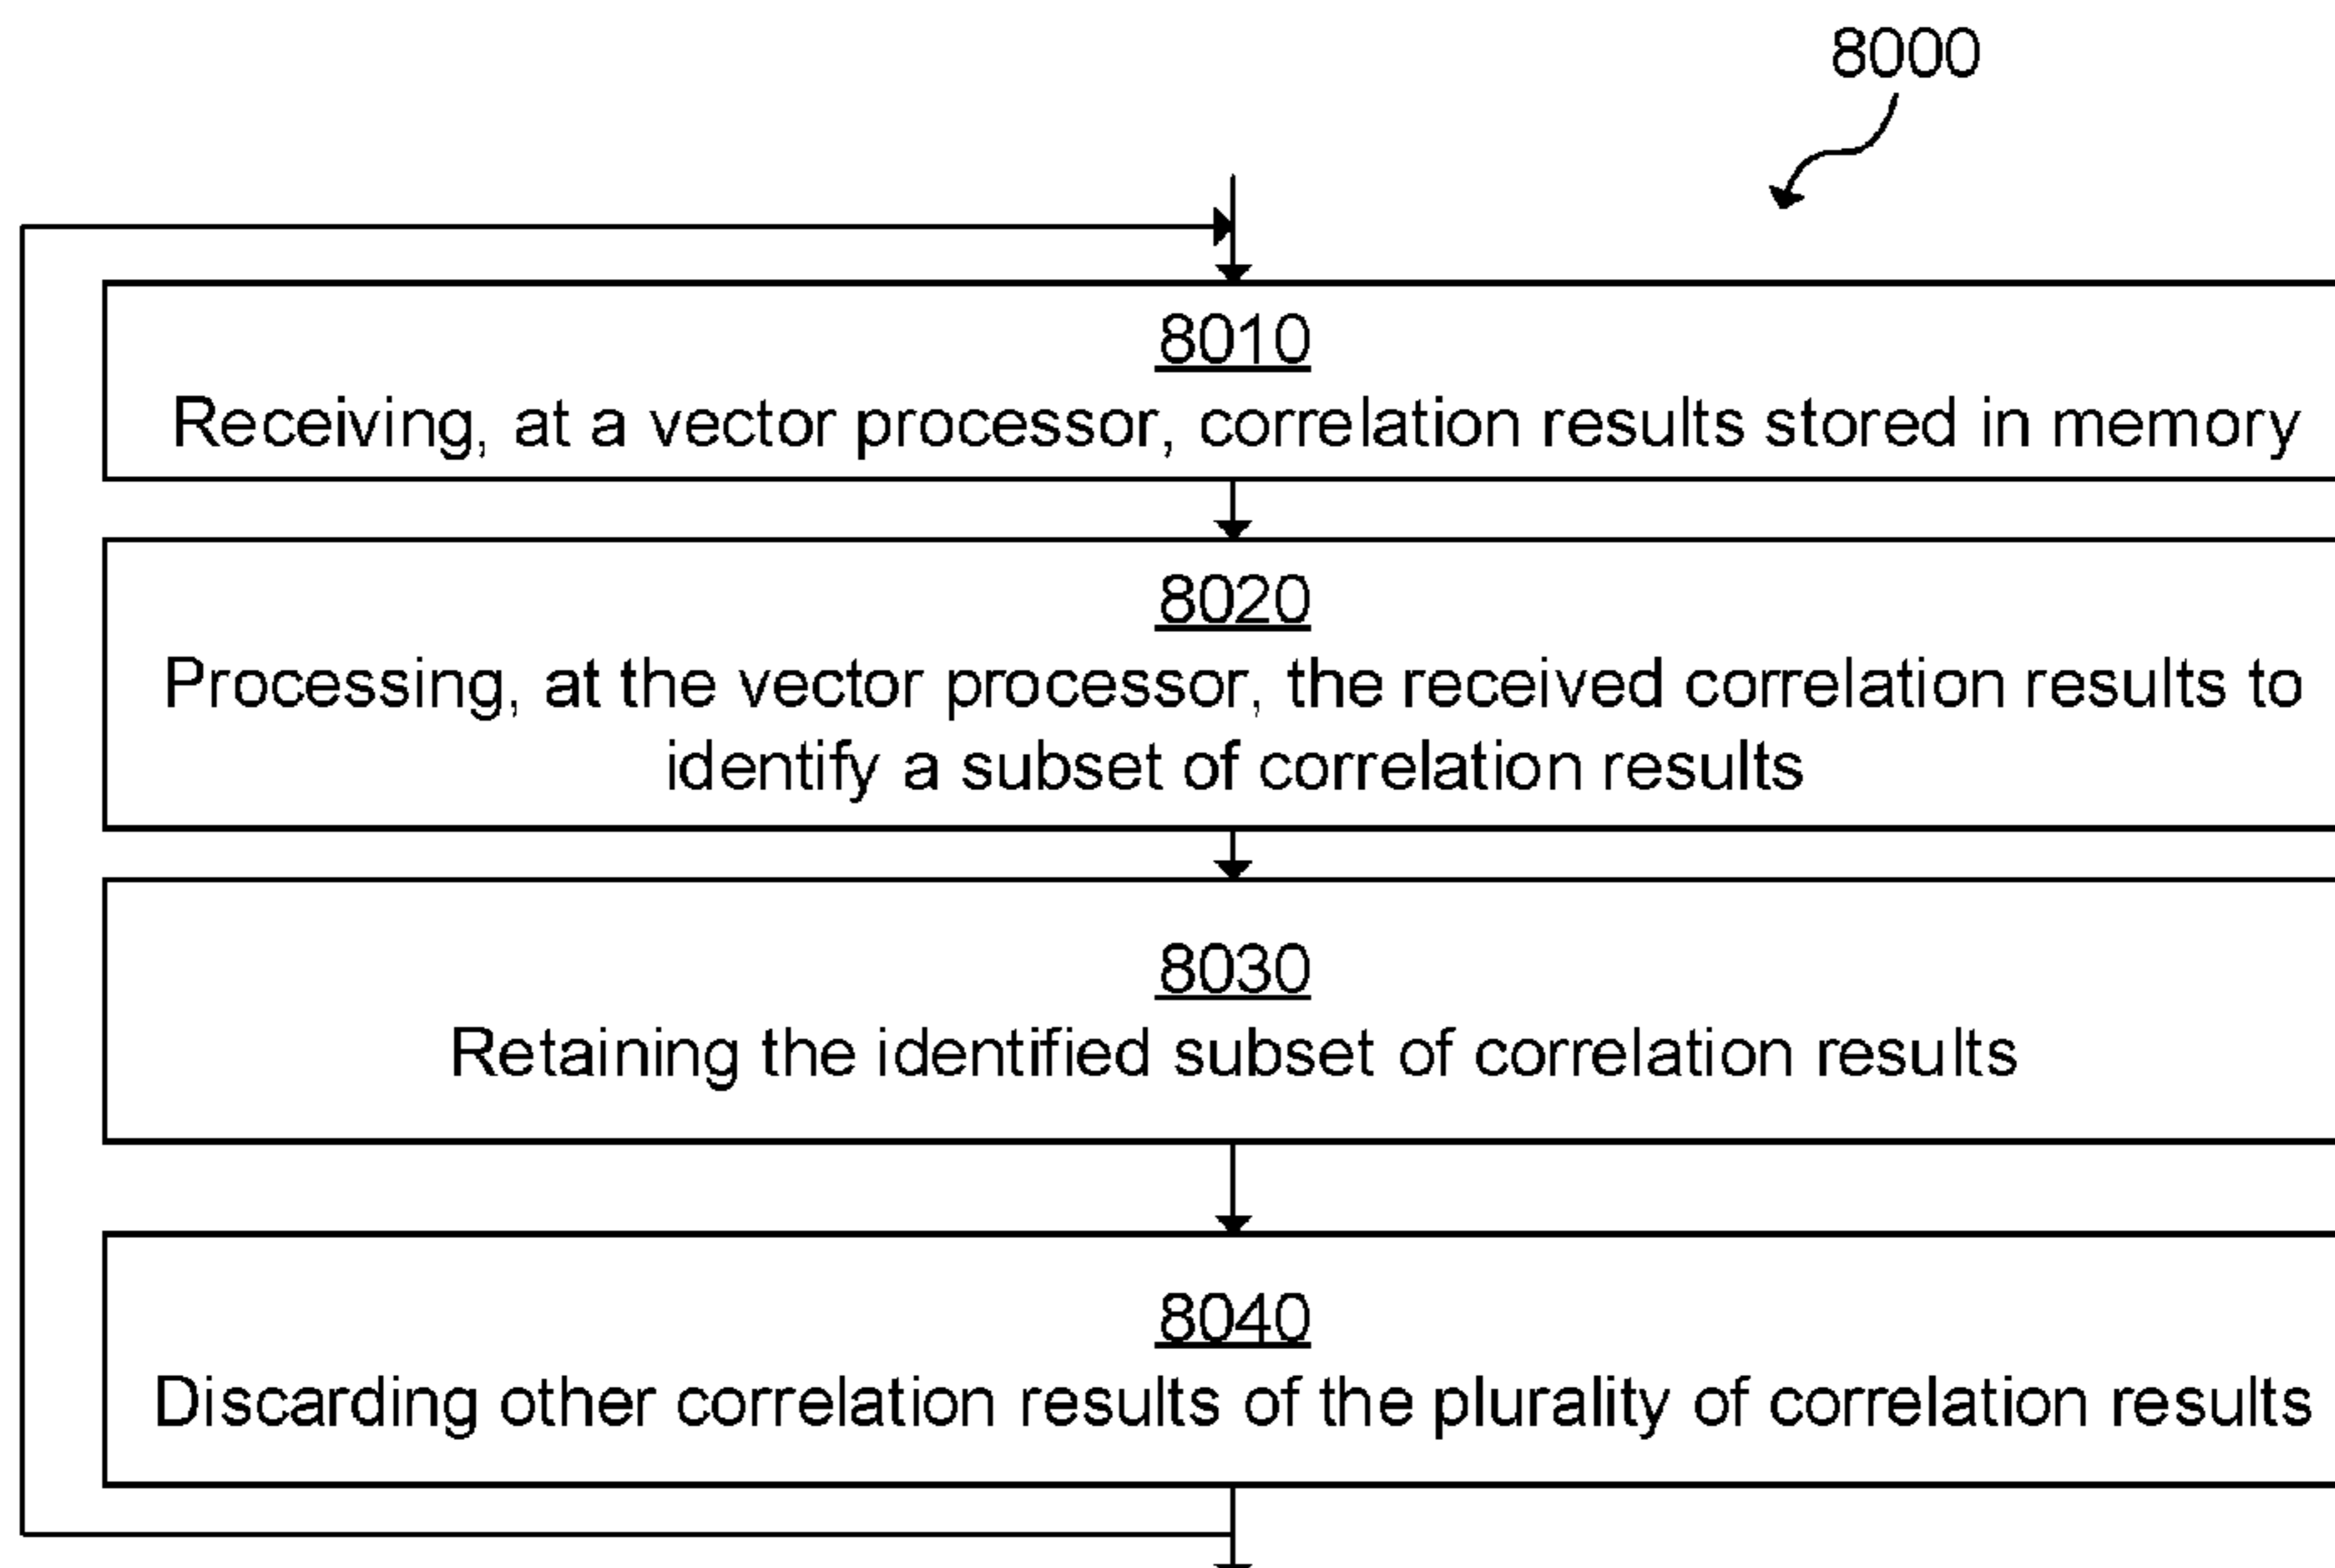 8000
8010
Receiving, at a vector processor, correlation results stored in memory
8020
Processing, at the vector processor, the received correlation results to
identify a subset of correlation results
8030
Retaining the identified subset of correlation results
8040
Discarding other correlation results of the plurality of correlation results